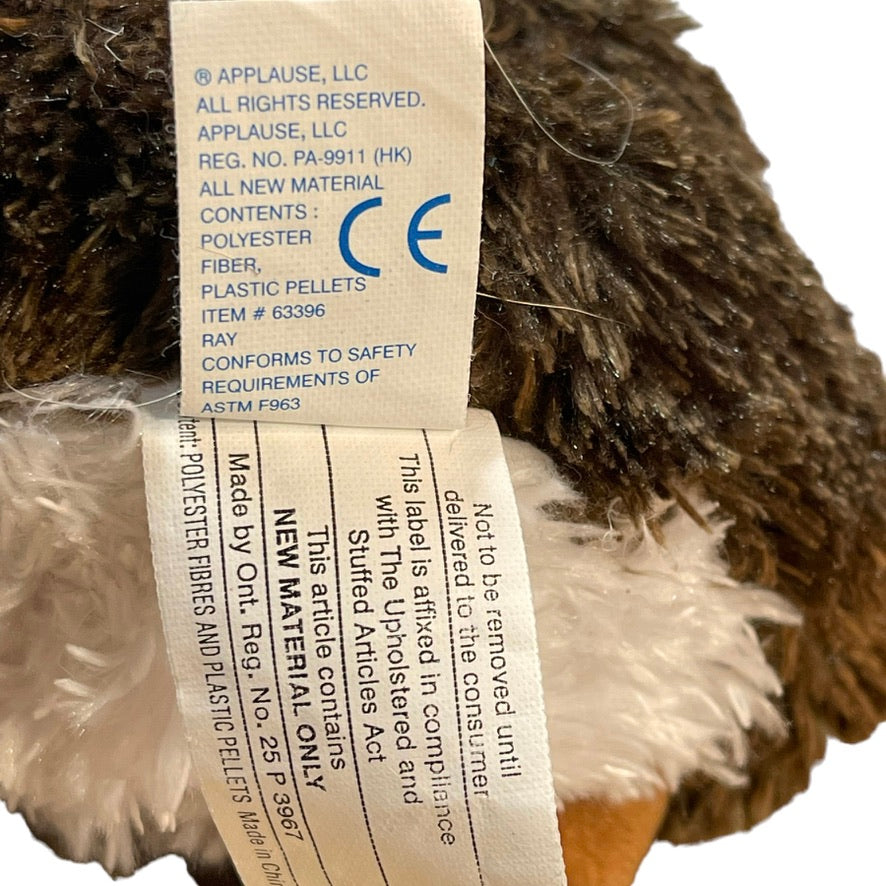 ® APPLAUSE, LLC
ALL RIGHTS RESERVED.
APPLAUSE, LLC
REG. NO. PA-9911 (HK)
ALL NEW MATERIAL
CONTENTS :
POLYESTER
FIBER,
PLASTIC PELLETS
CE
ITEM # 63396
RAY
CONFORMS TO SAFETY
REQUIREMENTS OF
ASTM F963
Not to be removed until
delivered to the consumer
This label is affixed in compliance
with The Upholstered and
Stuffed Articles Act
This article contains
NEW MATERIAL ONLY
Made by Ont. Reg. No. 25 P 3967
POLYESTER FIBRES AND PLASTIC PELLETS Made in